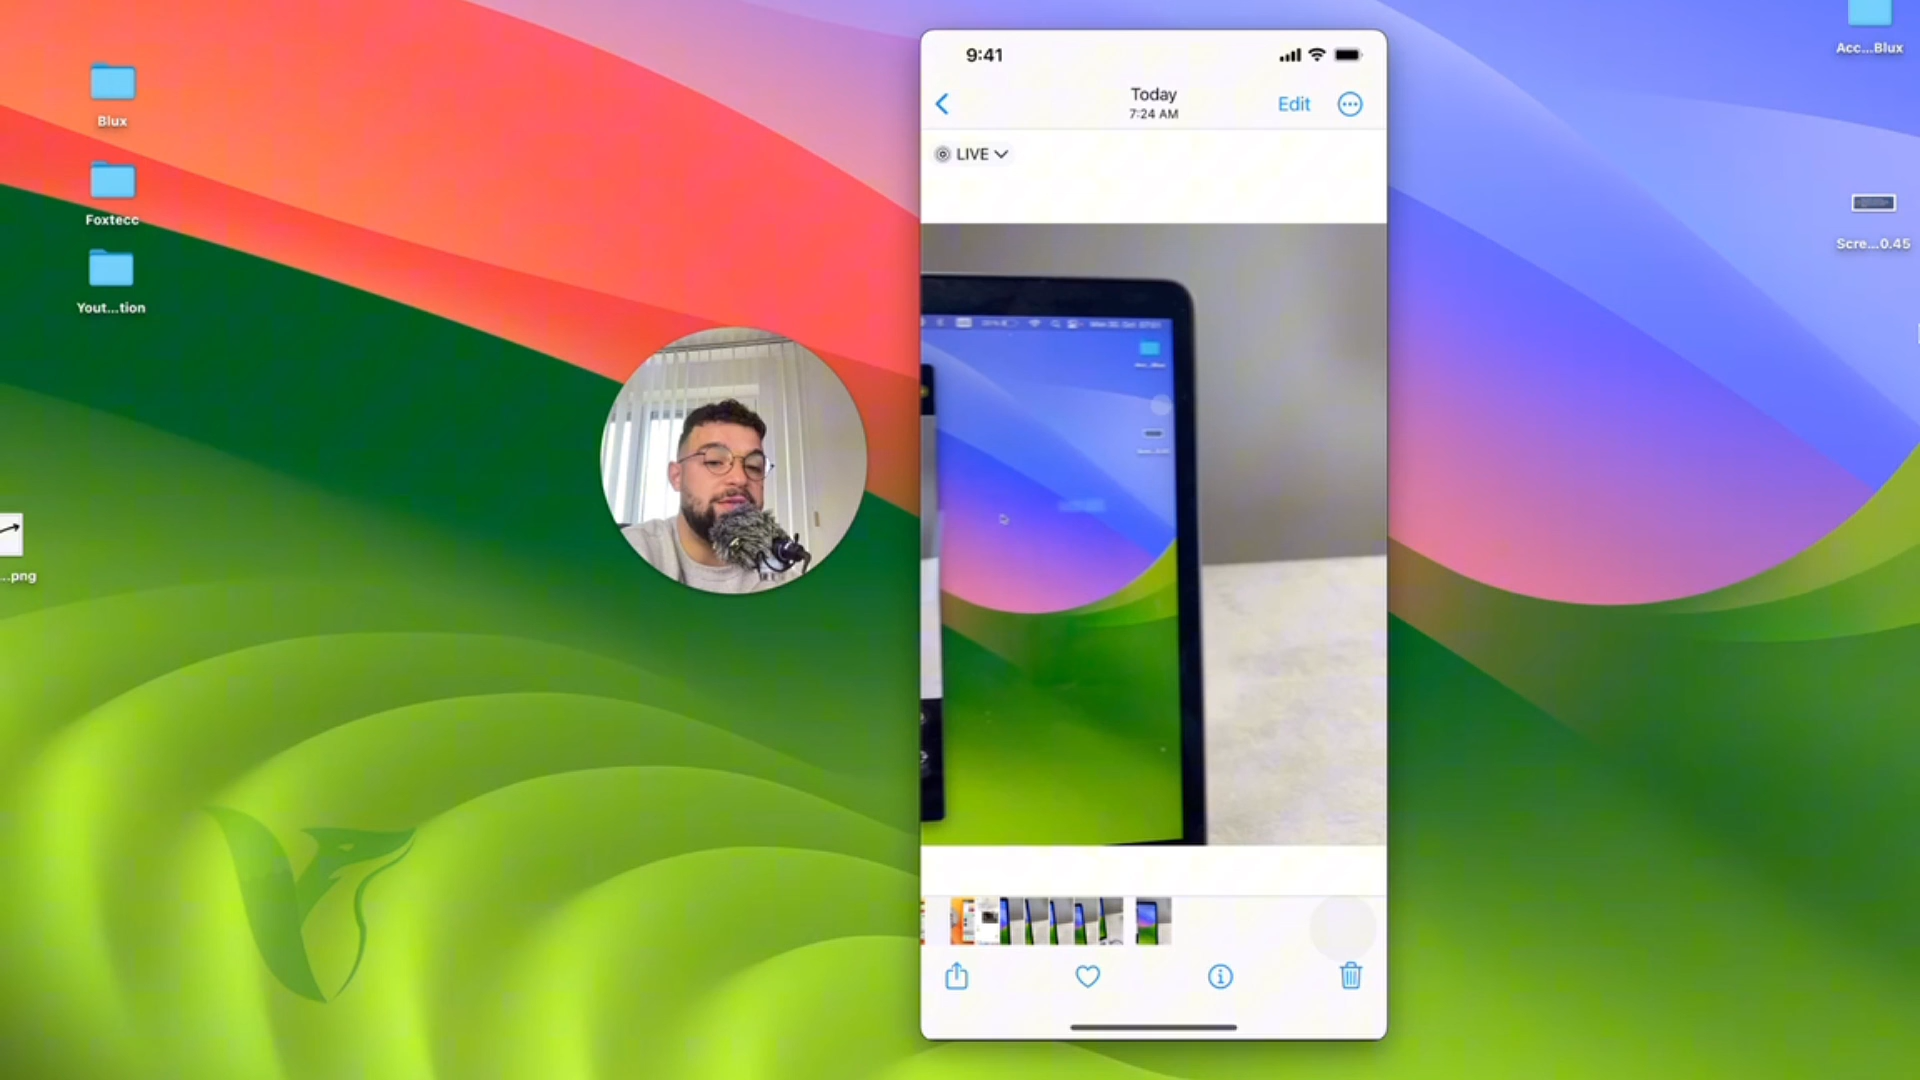 Blux
Foxtecc
Yout...tion
...png
9:41
Today
7:24 AM
Edit
LIVE
Acc...Blux
Scre...0.45